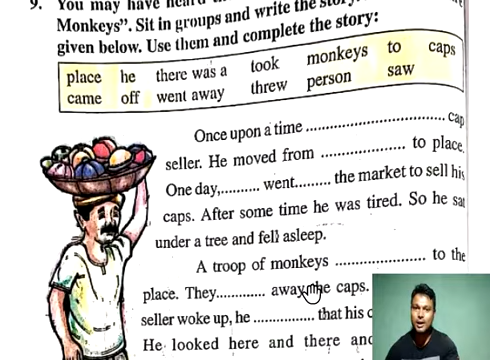 9. You may have heard the
Monkeys". Sit in groups and write the story.
given below. Use them and complete the story:
place he there was a took monkeys to caps
came off went away threw person saw
Once upon a time .......................... cap
seller. He moved from .................... to place.
One day,.......... went......... the market to sell his
caps. After some time he was tired. So he sat
under a tree and fell asleep.
A troop of monkeys ...................... to the
place. They............ away the caps.
seller woke up, he ............... that his c
He looked here and there and